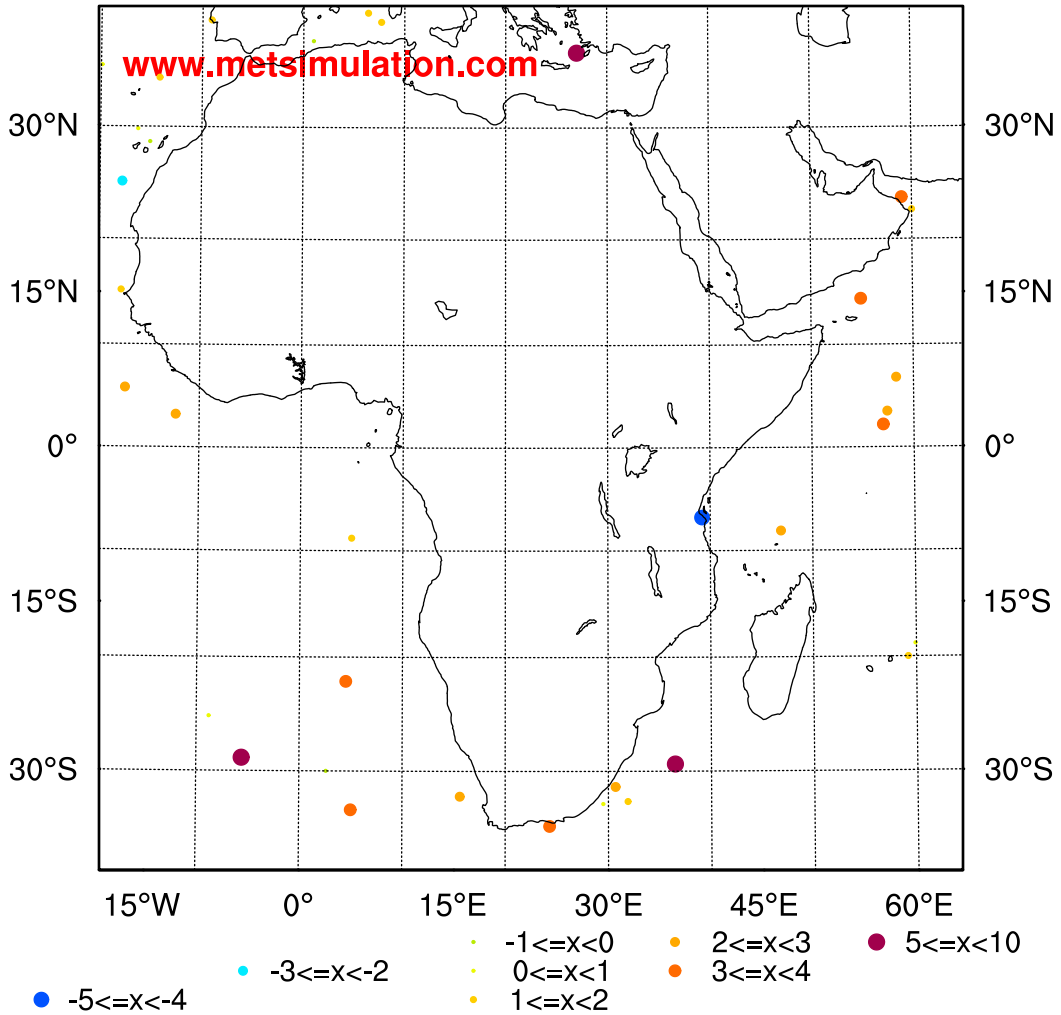 www.metsimulation.com
30°N 30°N
15°N 15°N
0° 0°
15°S 15°S
30°S 30°S
15°W 0° 15°E 30°E 45°E 60°E
-1<=x<0 2<=x<3 5<=x<10
-3<=x<-2 0<=x<1 3<=x<4
-5<=x<-4 1<=x<2